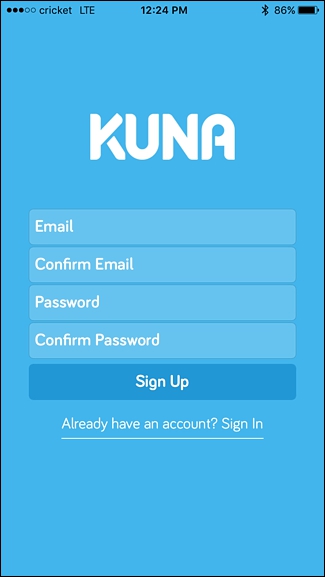 cricket LTE 12:24 PM 86%
KUNA
Email
Confirm Email
Password
Confirm Password
Sign Up
Already have an account? Sign In